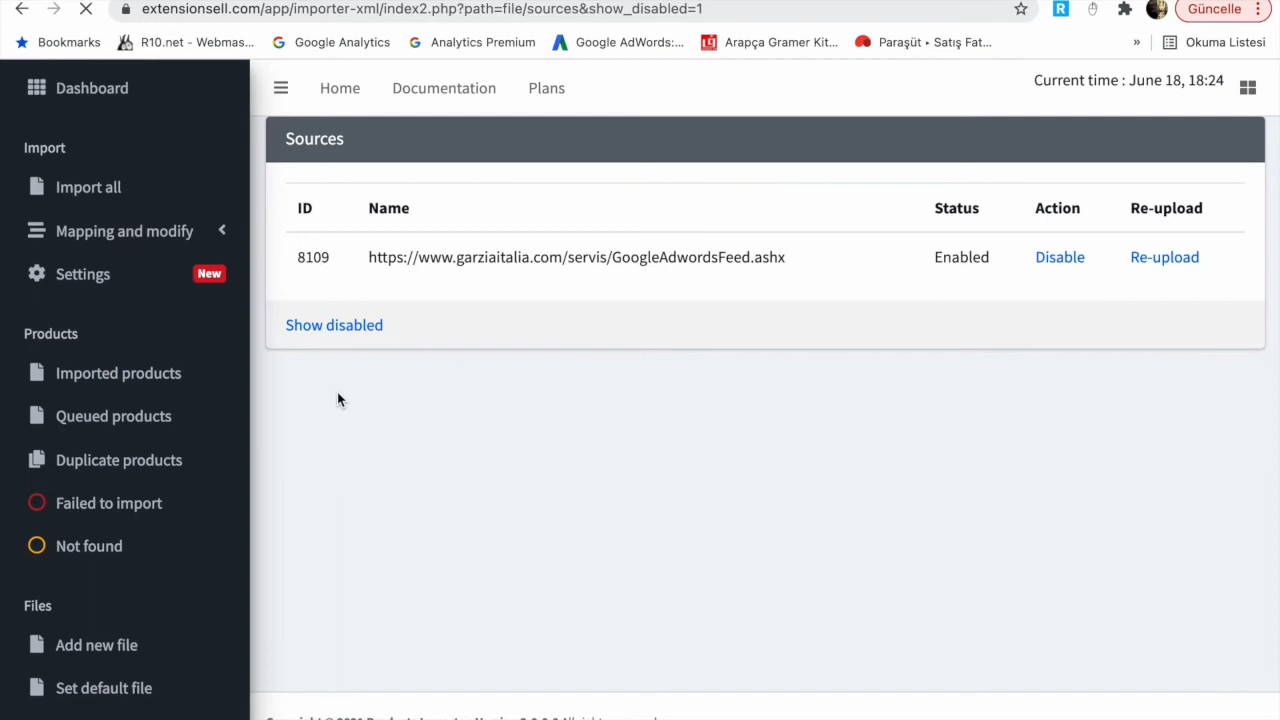 extensionsell.com/app/importer-xml/index2.php?path=file/sources&show_disabled=1
Güncelle
Bookmarks
R10.net - Webmas...
Google Analytics
Analytics Premium
Google AdWords:...
Arapça Gramer Kit...
Paraşüt • Satış Fat...
»
Okuma Listesi
Dashboard
Home
Documentation
Plans
Current time : June 18, 18:24
Import
Import all
Mapping and modify
Settings
New
Products
Imported products
Queued products
Duplicate products
Failed to import
Not found
Files
Add new file
Set default file
Sources
ID Name Status Action Re-upload
8109 https://www.garziaitalia.com/servis/GoogleAdwordsFeed.ashx Enabled Disable Re-upload
Show disabled